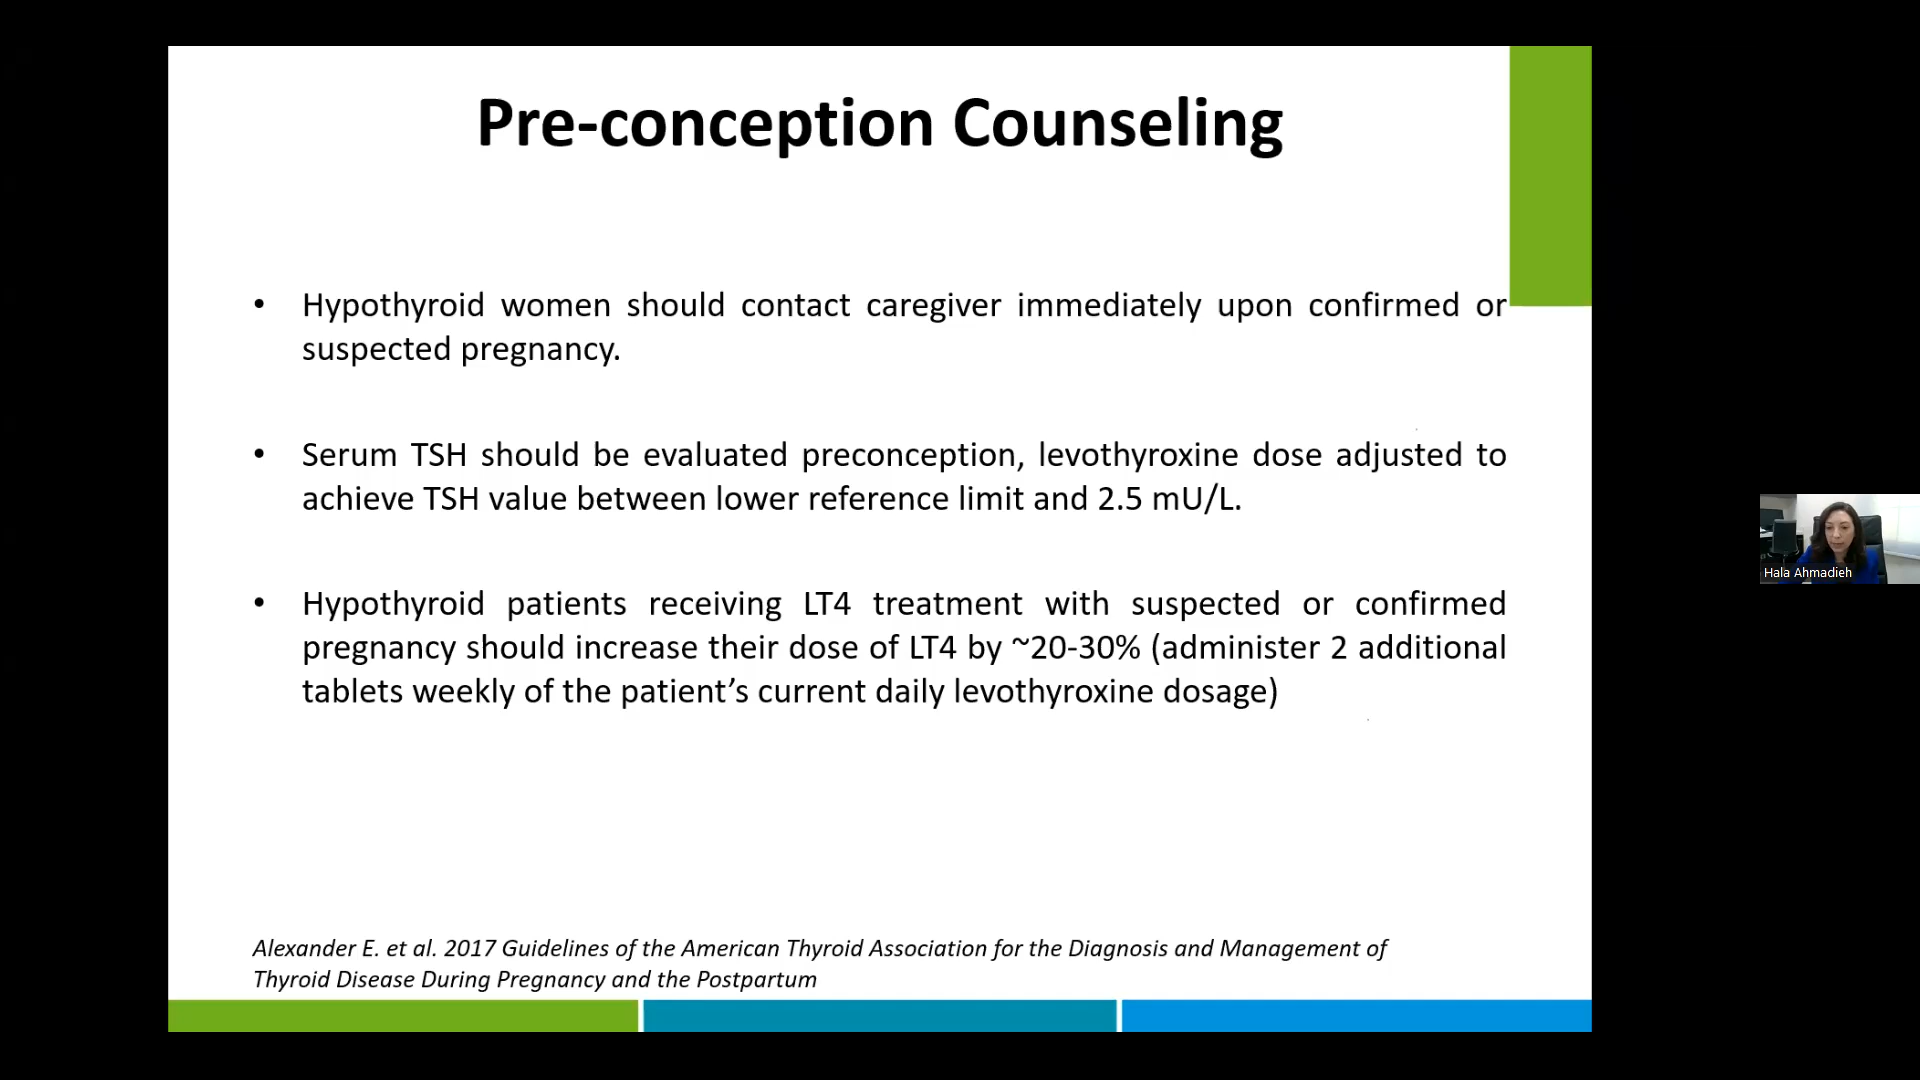 Pre-conception Counseling
• Hypothyroid women should contact caregiver immediately upon confirmed or
suspected pregnancy.
• Serum TSH should be evaluated preconception, levothyroxine dose adjusted to
achieve TSH value between lower reference limit and 2.5 mU/L.
• Hypothyroid patients receiving LT4 treatment with suspected or confirmed
pregnancy should increase their dose of LT4 by ~20-30% (administer 2 additional
tablets weekly of the patient’s current daily levothyroxine dosage)
Alexander E. et al. 2017 Guidelines of the American Thyroid Association for the Diagnosis and Management of
Thyroid Disease During Pregnancy and the Postpartum
Hala Ahmadieh